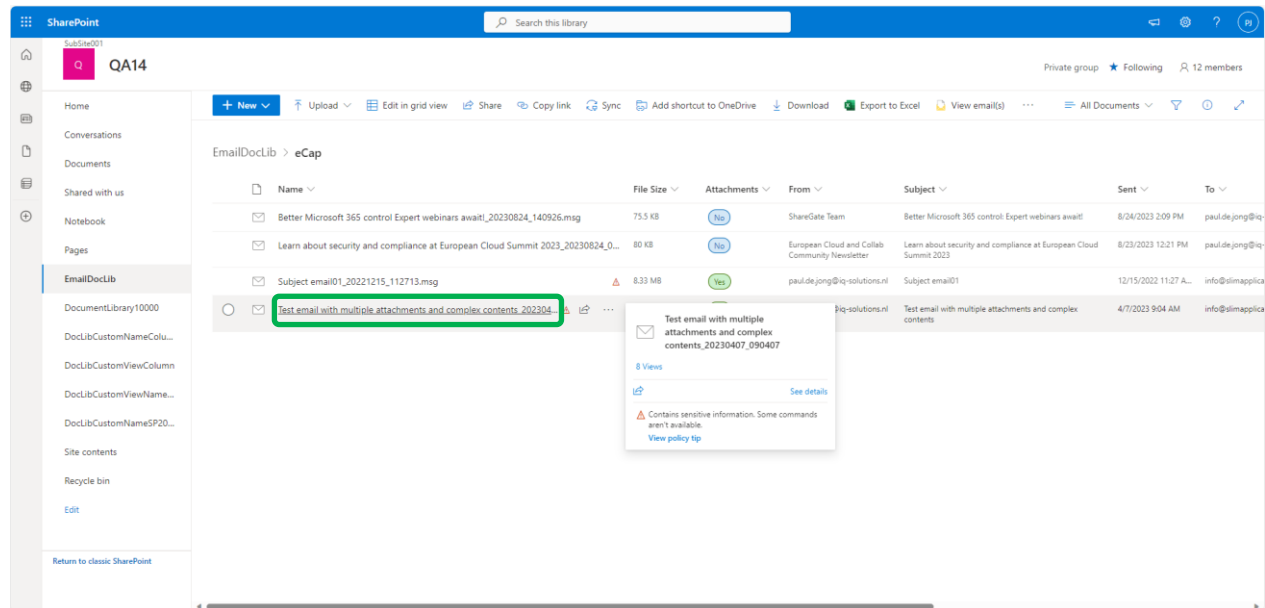 SharePoint
Search this library
?
PJ
SubSite001
Q
QA14
Private group
Following
12 members
Home
Conversations
Documents
Shared with us
Notebook
Pages
EmailDocLib
DocumentLibrary10000
DocLibCustomNameColu...
DocLibCustomViewColumn
DocLibCustomViewName...
DocLibCustomNameSP20...
Site contents
Recycle bin
Edit
Return to classic SharePoint
+ New
Upload
Edit in grid view
Share
Copy link
Sync
Add shortcut to OneDrive
Download
Export to Excel
View email(s)
...
All Documents
EmailDocLib > eCap
Name File Size Attachments From Subject Sent To
Better Microsoft 365 control Expert webinars await!_20230824_140926.msg 75.5 KB No ShareGate Team Better Microsoft 365 control: Expert webinars await! 8/24/2023 2:09 PM paul.de.jong@iq-
Learn about security and compliance at European Cloud Summit 2023_20230824_0... 80 KB No European Cloud and Collab Learn about security and compliance at European Cloud 8/23/2023 12:21 PM paul.de.jong@iq-
Community Newsletter Summit 2023
Subject email01_20221215_112713.msg 8.33 MB Yes paul.de.jong@iq-solutions.nl Subject email01 12/15/2022 11:27 A... info@slimapplica
Test email with multiple attachments and complex contents_202304... ... @iq-solutions.nl Test email with multiple attachments and complex 4/7/2023 9:04 AM info@slimapplica
contents
Test email with multiple
attachments and complex
contents_20230407_090407
8 Views
See details
Contains sensitive information. Some commands
aren't available.
View policy tip